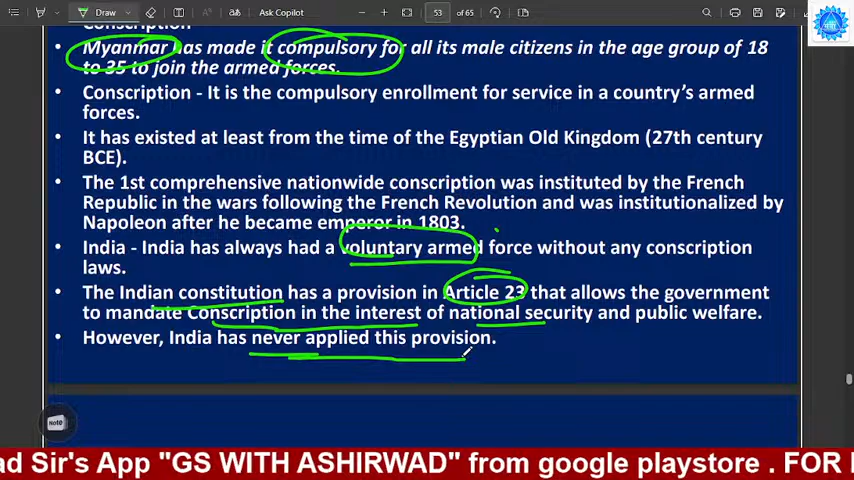 Draw
Ask Copilot
53 of 65
Conscription
• Myanmar has made it compulsory for all its male citizens in the age group of 18
to 35 to join the armed forces.
• Conscription - It is the compulsory enrollment for service in a country's armed
forces.
• It has existed at least from the time of the Egyptian Old Kingdom (27th century
BCE).
• The 1st comprehensive nationwide conscription was instituted by the French
Republic in the wars following the French Revolution and was institutionalized by
Napoleon after he became emperor in 1803.
• India - India has always had a voluntary armed force without any conscription
laws.
• The Indian constitution has a provision in Article 23 that allows the government
to mandate Conscription in the interest of national security and public welfare.
• However, India has never applied this provision.
Note
ad Sir's App "GS WITH ASHIRWAD" from google playstore . FOR